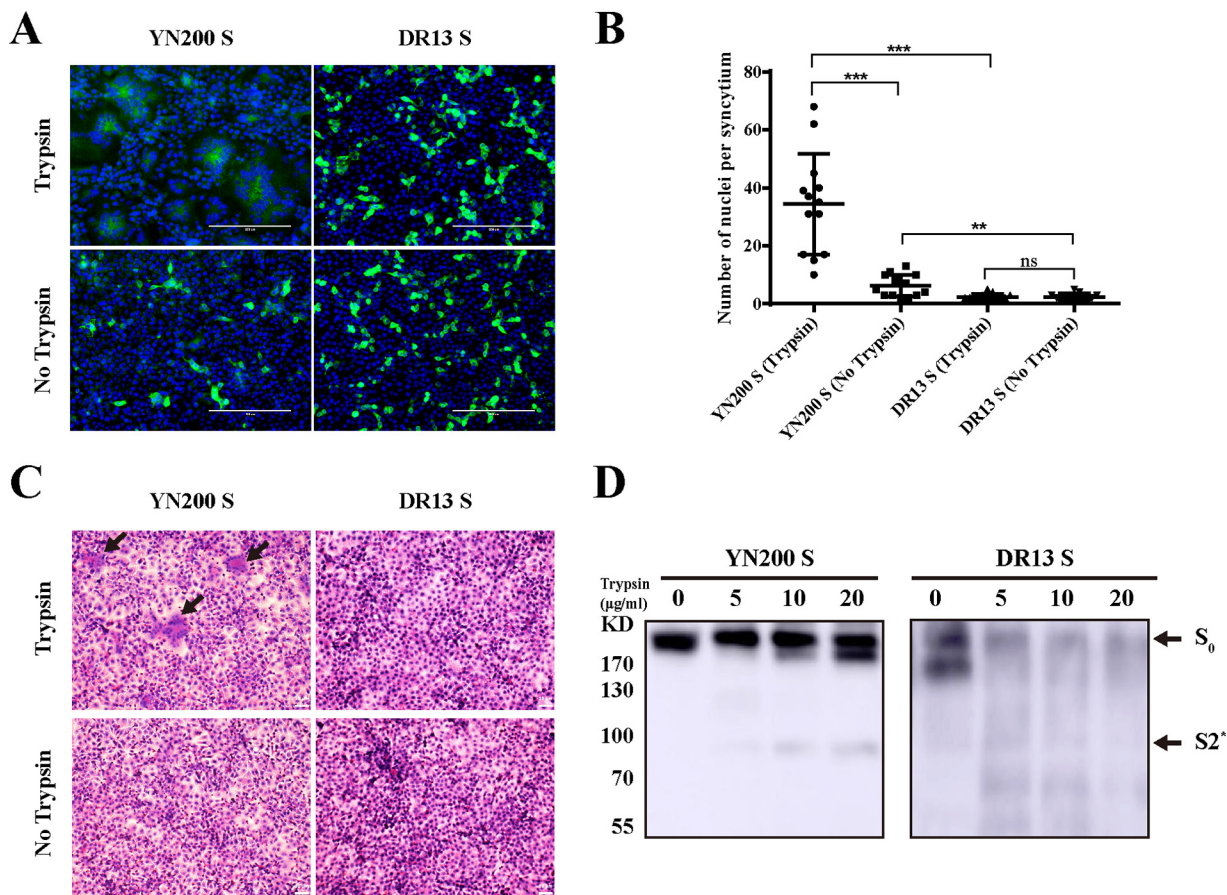 A
YN200 S
DR13 S
Trypsin
No Trypsin
B
Number of nuclei per syncytium
80
60
40
20
0
***
***
**
ns
YN200 S (Trypsin)
YN200 S (No Trypsin)
DR13 S (Trypsin)
DR13 S (No Trypsin)
C
YN200 S
DR13 S
Trypsin
No Trypsin
D
YN200 S
DR13 S
Trypsin
(μg/ml)
0 5 10 20
0 5 10 20
KD
170
130
100
70
55
S₀
S2*